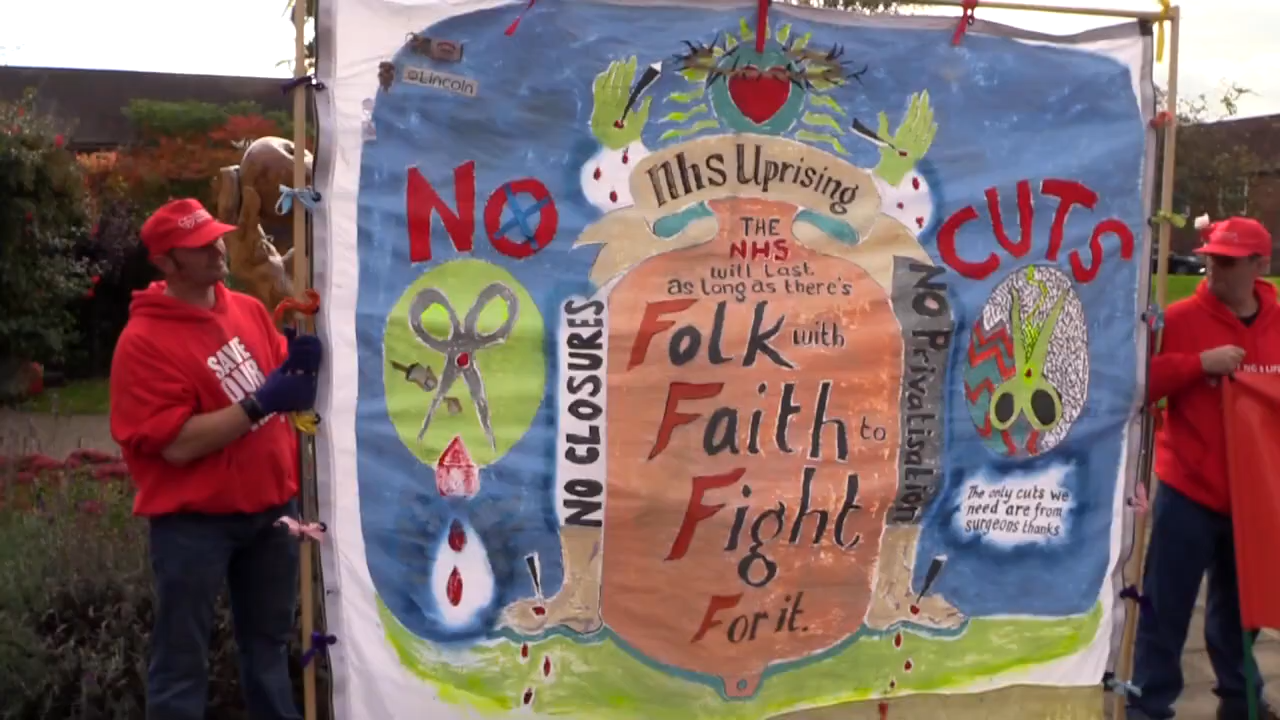 @Lincoln
Nhs Uprising
NO
CUTS
THE
NHS
will Last
as long as there's
Folk with
Faith to
Fight
For it.
NO CLOSURES
NO Privatisation
The only cuts we
need are from
surgeons thanks
SAVE
OUR